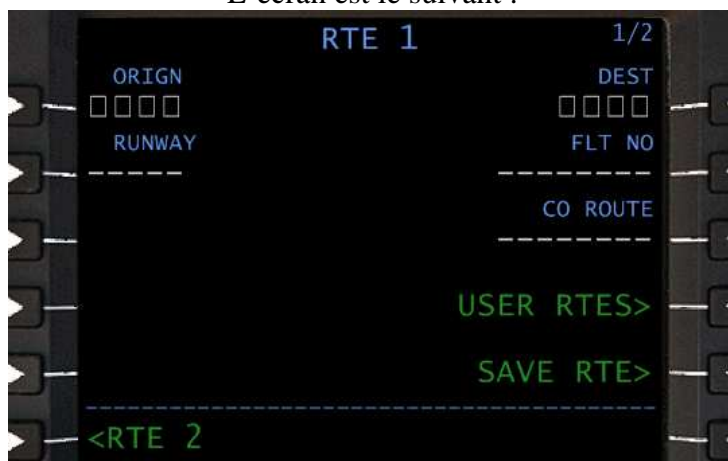 L'écran est le suivant :
RTE 1 1/2
ORIGN DEST
□□□□ □□□□
RUNWAY FLT NO
----- --------
CO ROUTE
--------
USER RTES>
SAVE RTE>
<RTE 2